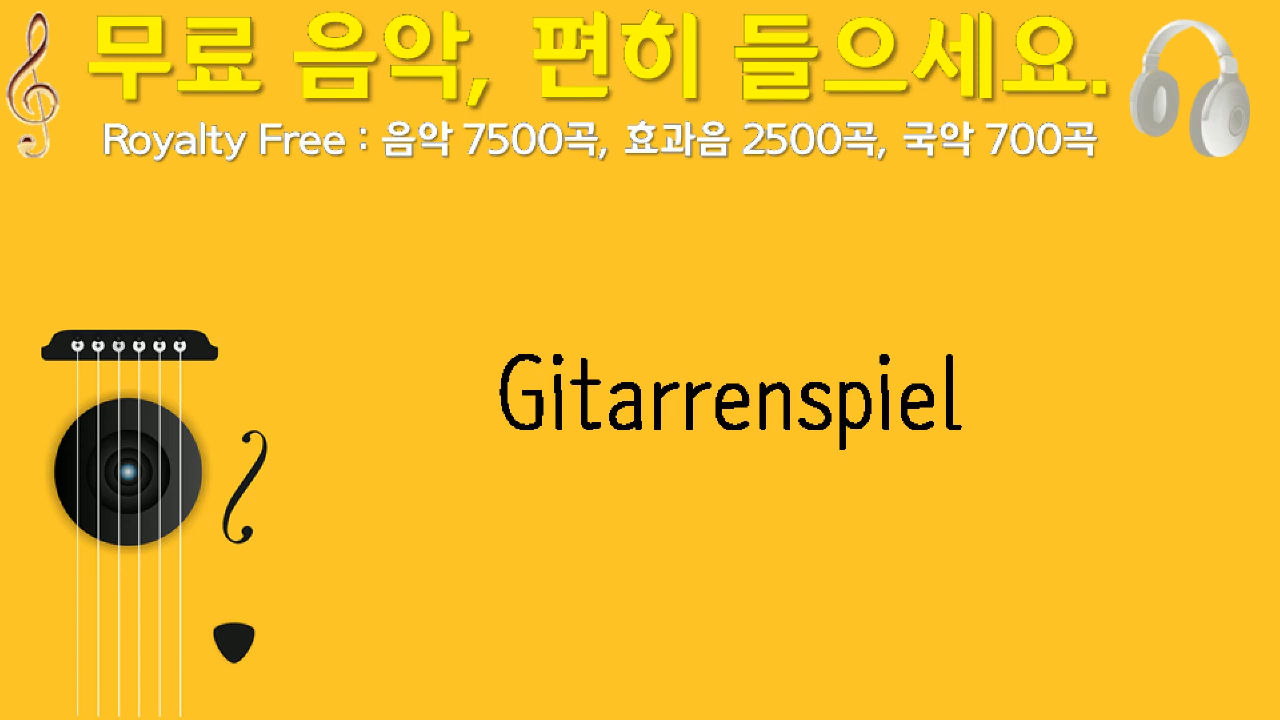 무료 음악, 편히 들으세요.
Royalty Free : 음악 7500곡, 효과음 2500곡, 국악 700곡
Gitarrenspiel